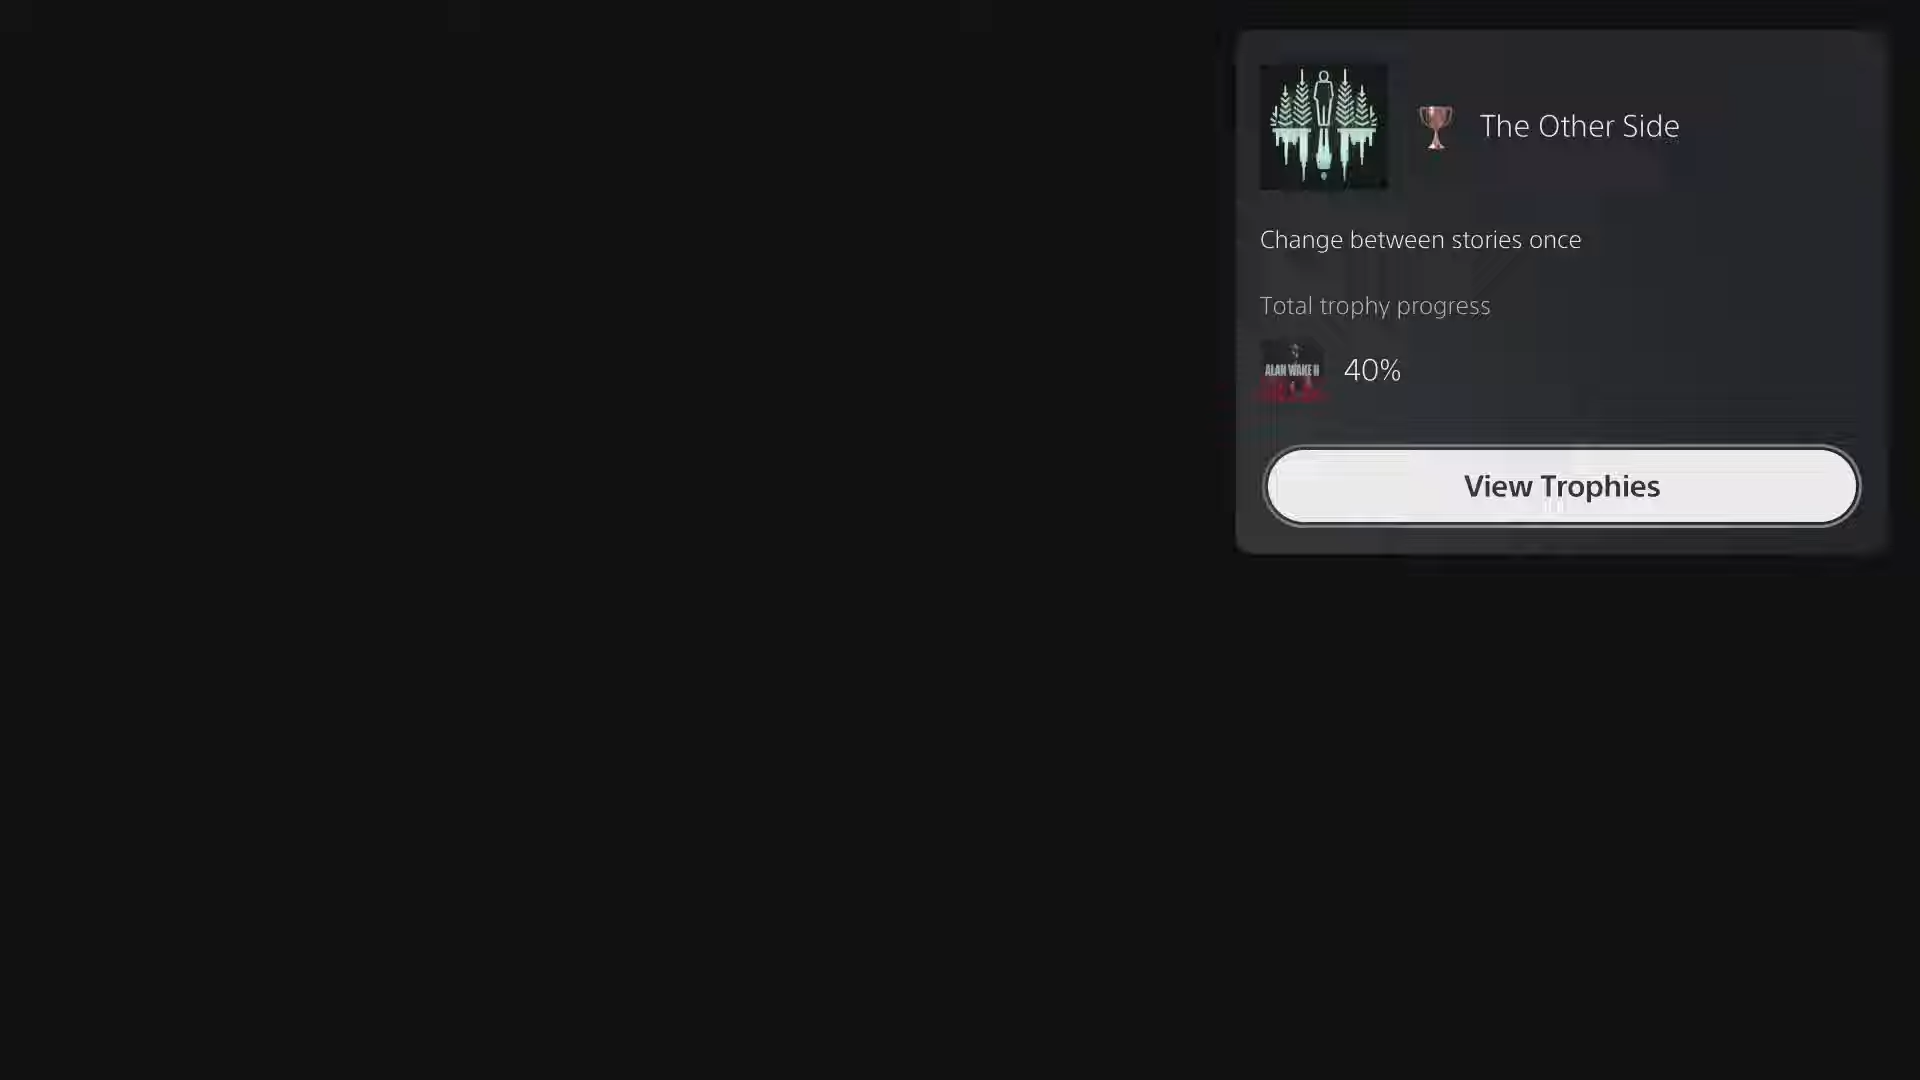 The Other Side
Change between stories once
Total trophy progress
ALAN WAKE II
40%
View Trophies